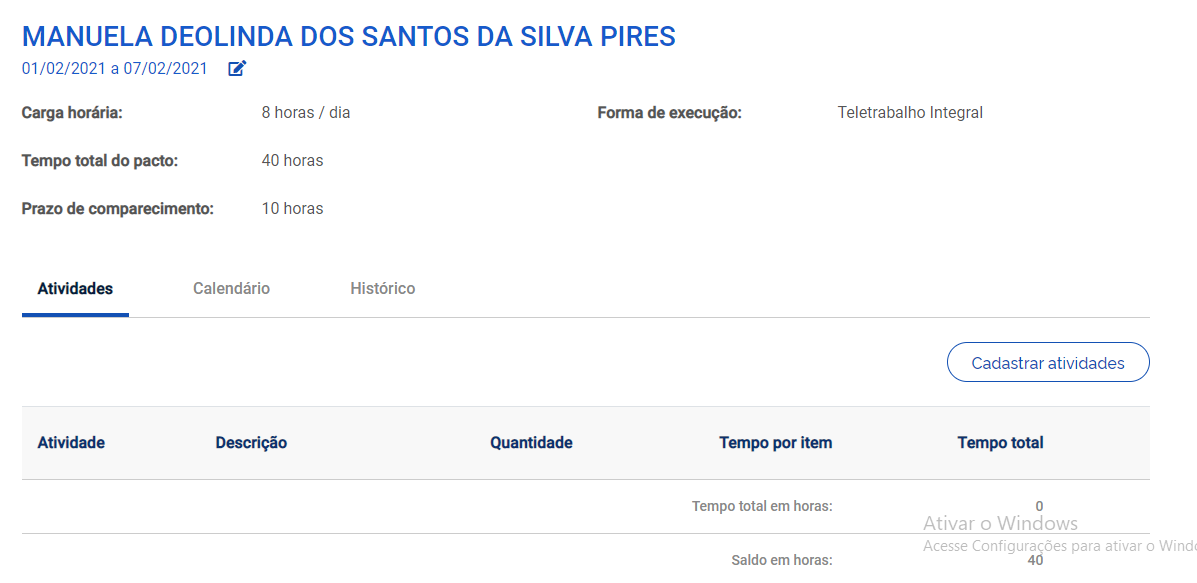 MANUELA DEOLINDA DOS SANTOS DA SILVA PIRES
01/02/2021 a 07/02/2021
Carga horária: 8 horas / dia Forma de execução: Teletrabalho Integral
Tempo total do pacto: 40 horas
Prazo de comparecimento: 10 horas
Atividades Calendário Histórico
Cadastrar atividades
Atividade Descrição Quantidade Tempo por item Tempo total
Tempo total em horas: 0
Ativar o Windows
Acesse Configurações para ativar o
Saldo em horas: 40